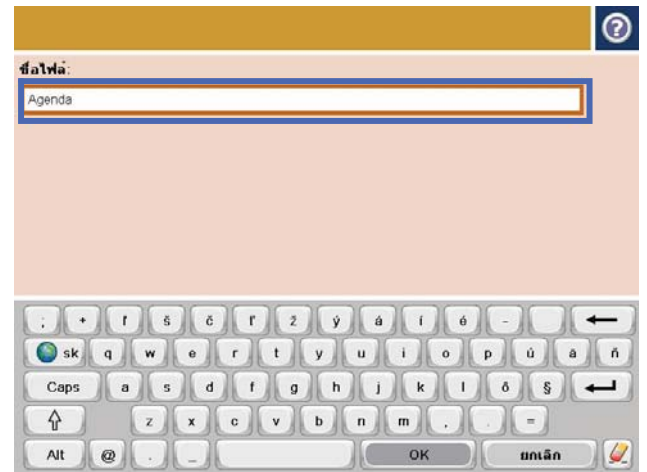 ?
ชื่อไฟล์:
Agenda
; + ľ š č ť ž ý á í é -
sk q w e r t y u i o p ú ä ň
Caps a s d f g h j k l ô §
z x c v b n m , . =
Alt @ . _ OK ยกเลิก